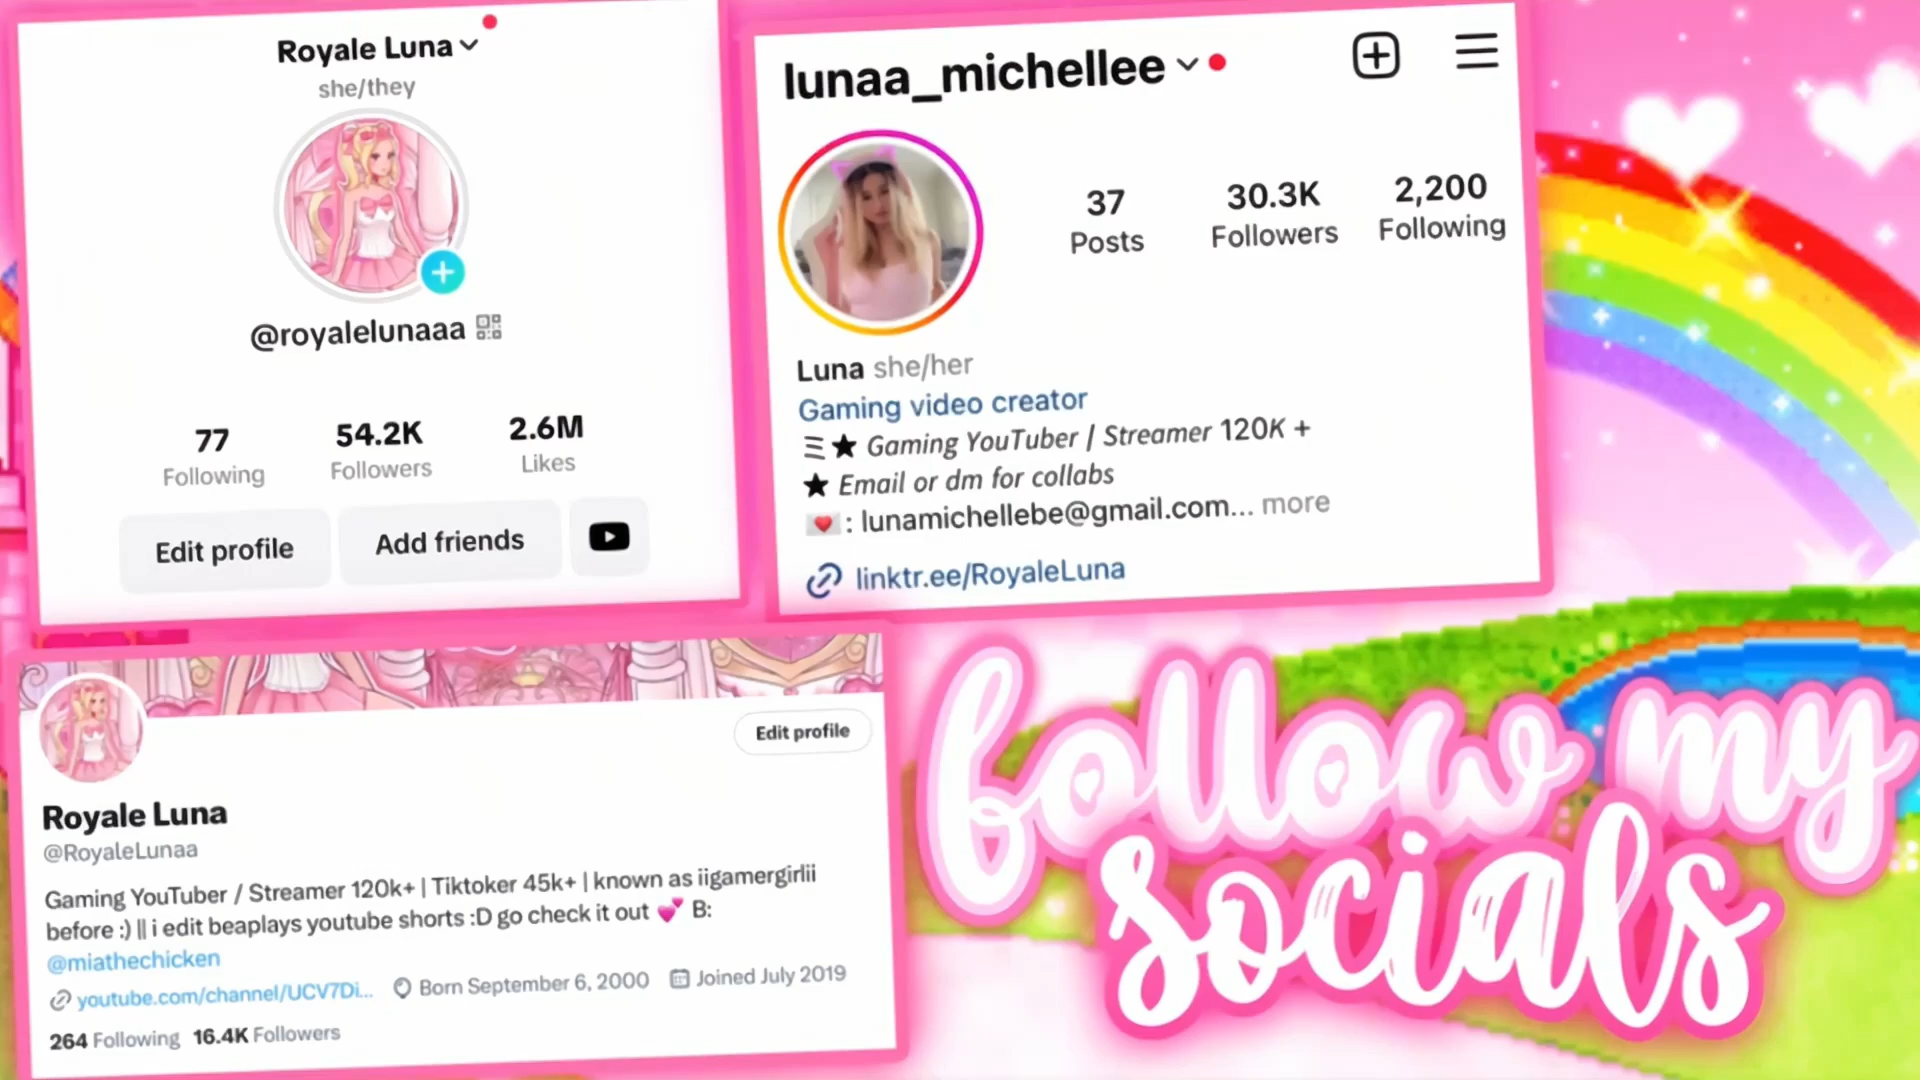 Royale Luna
she/they
@royalelunaaa
77 54.2K 2.6M
Following Followers Likes
Edit profile Add friends
lunaa_michellee
37 30.3K 2,200
Posts Followers Following
Luna she/her
Gaming video creator
★ Gaming YouTuber / Streamer 120K +
★ Email or dm for collabs
💌 : lunamichellebe@gmail.com... more
linktr.ee/RoyaleLuna
Edit profile
Royale Luna
@RoyaleLunaa
Gaming YouTuber / Streamer 120k+ | Tiktoker 45k+ | known as iigamergirlii
before :) || i edit beaplays youtube shorts :D go check it out 💕 B:
@miathechicken
youtube.com/channel/UCV7Di... Born September 6, 2000 Joined July 2019
264 Following 16.4K Followers
follow my
socials